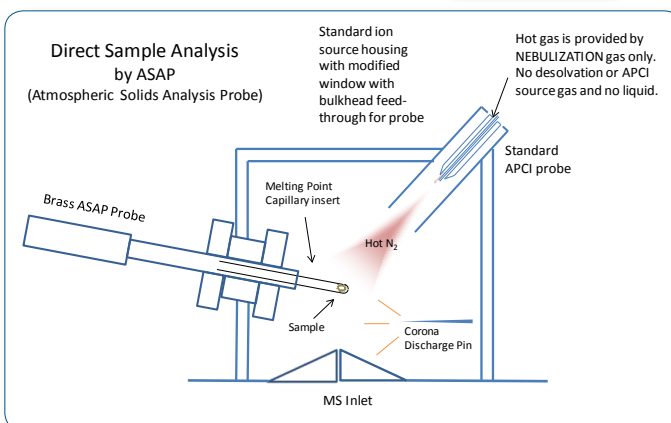 Direct Sample Analysis
by ASAP
(Atmospheric Solids Analysis Probe)
Standard ion
source housing
with modified
window with
bulkhead feed-
through for probe
Hot gas is provided by
NEBULIZATION gas only.
No desolvation or APCI
source gas and no liquid.
Standard
APCI probe
Melting Point
Capillary insert
Brass ASAP Probe
Hot N₂
Sample
Corona
Discharge Pin
MS Inlet